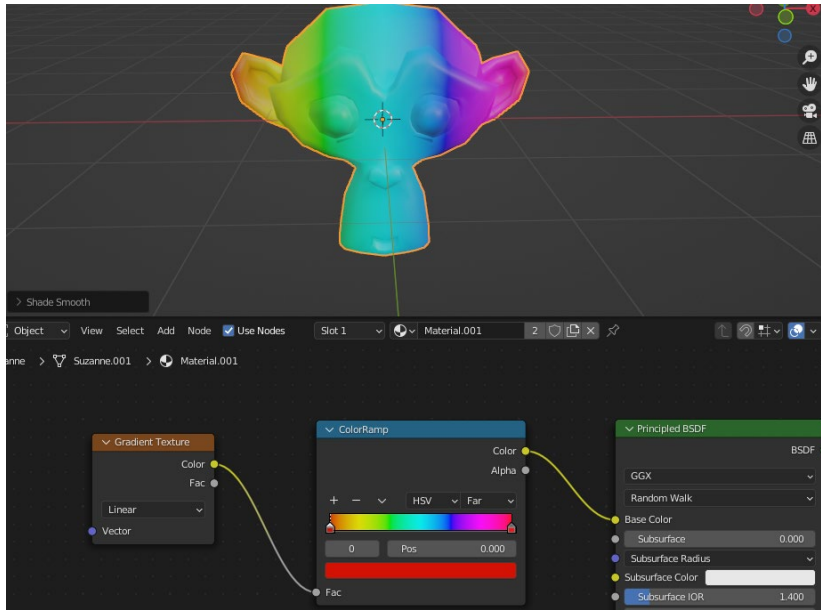 X
Shade Smooth
Object View Select Add Node Use Nodes Slot 1 Material.001 2
anne > Suzanne.001 > Material.001
Gradient Texture
Color
Fac
Linear
Vector
ColorRamp
Color
Alpha
+ − HSV Far
0 Pos 0.000
Fac
Principled BSDF
BSDF
GGX
Random Walk
Base Color
Subsurface 0.000
Subsurface Radius
Subsurface Color
Subsurface IOR 1.400